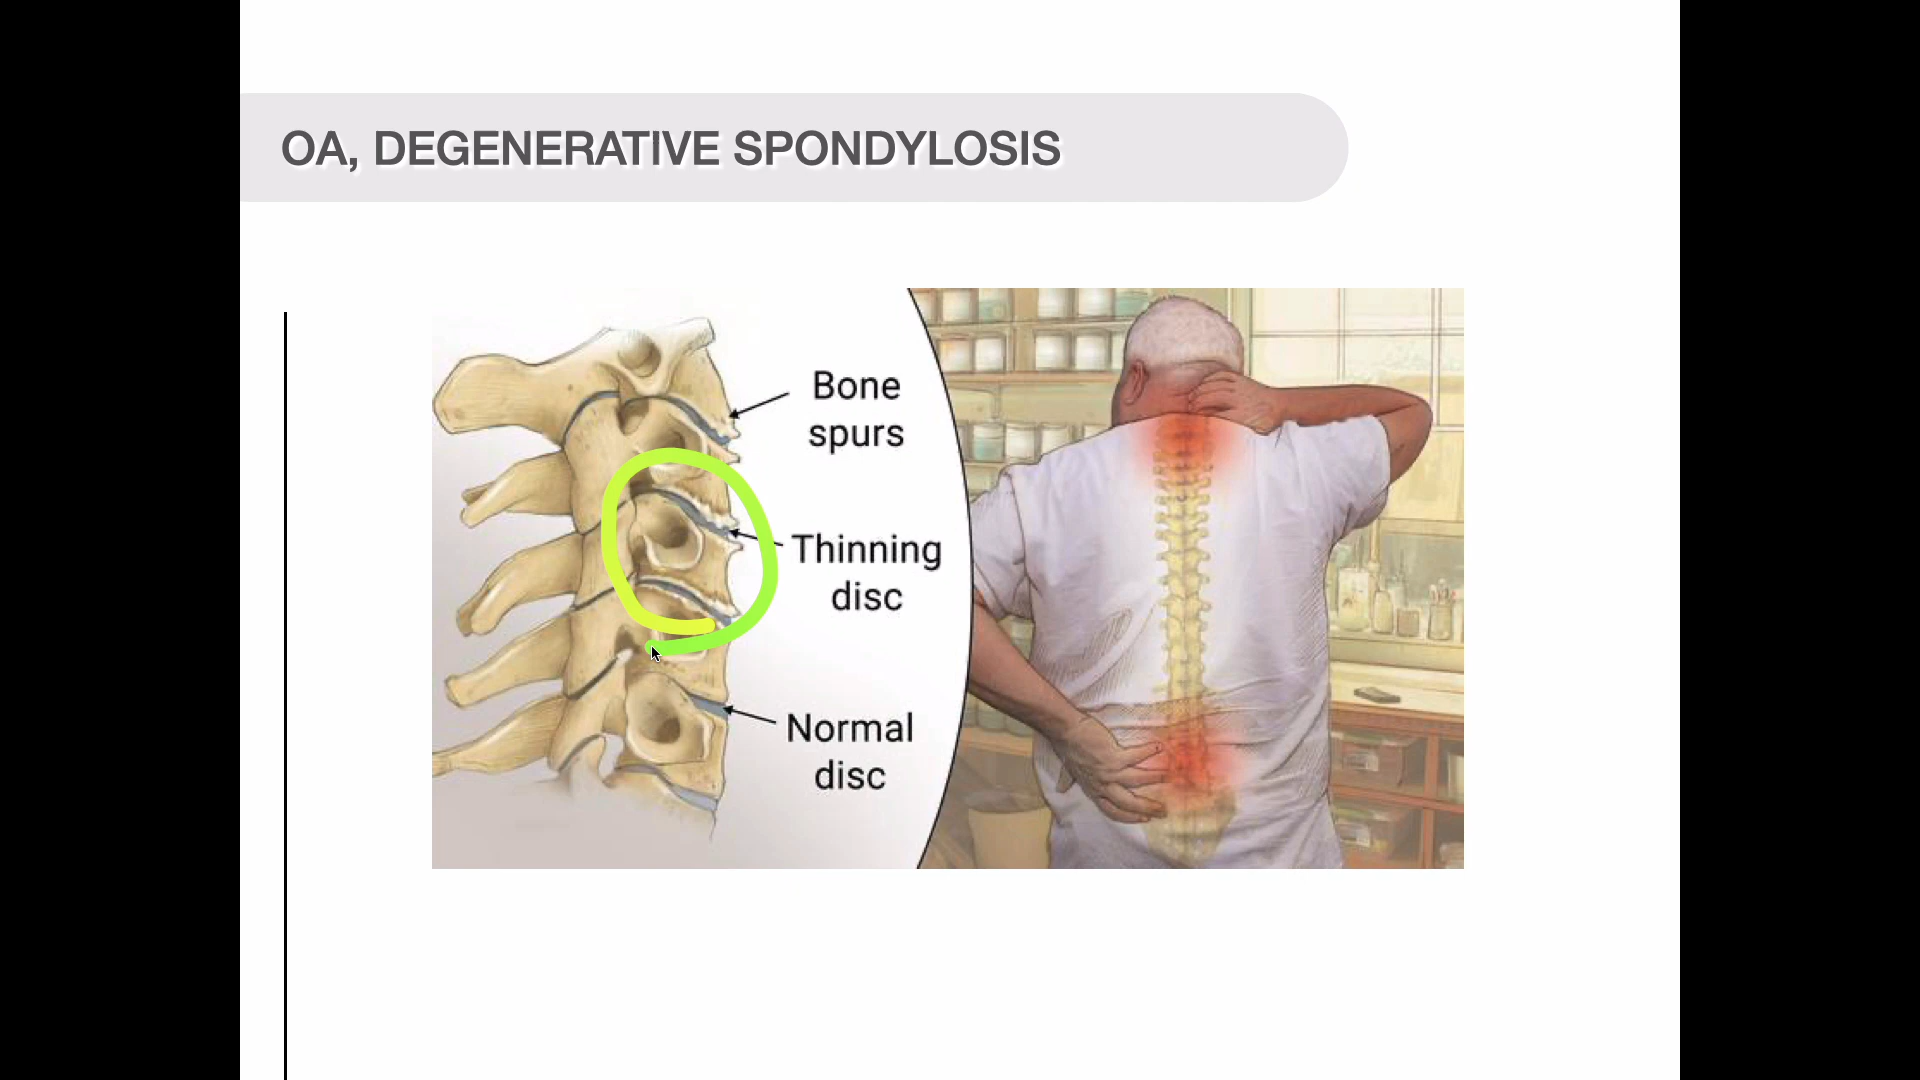 OA, DEGENERATIVE SPONDYLOSIS
Bone
spurs
Thinning
disc
Normal
disc